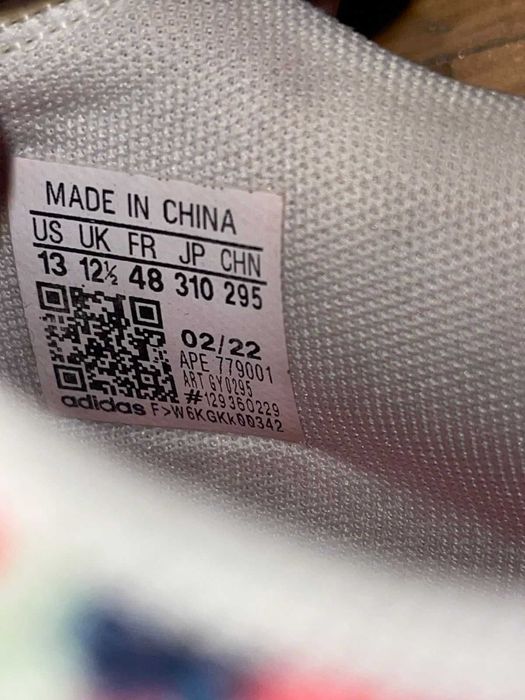 MADE IN CHINA
US UK FR JP CHN
13 12½ 48 310 295
02/22
APE 779001
ART GY0295
#129360229
adidas F>W6KGKK00342